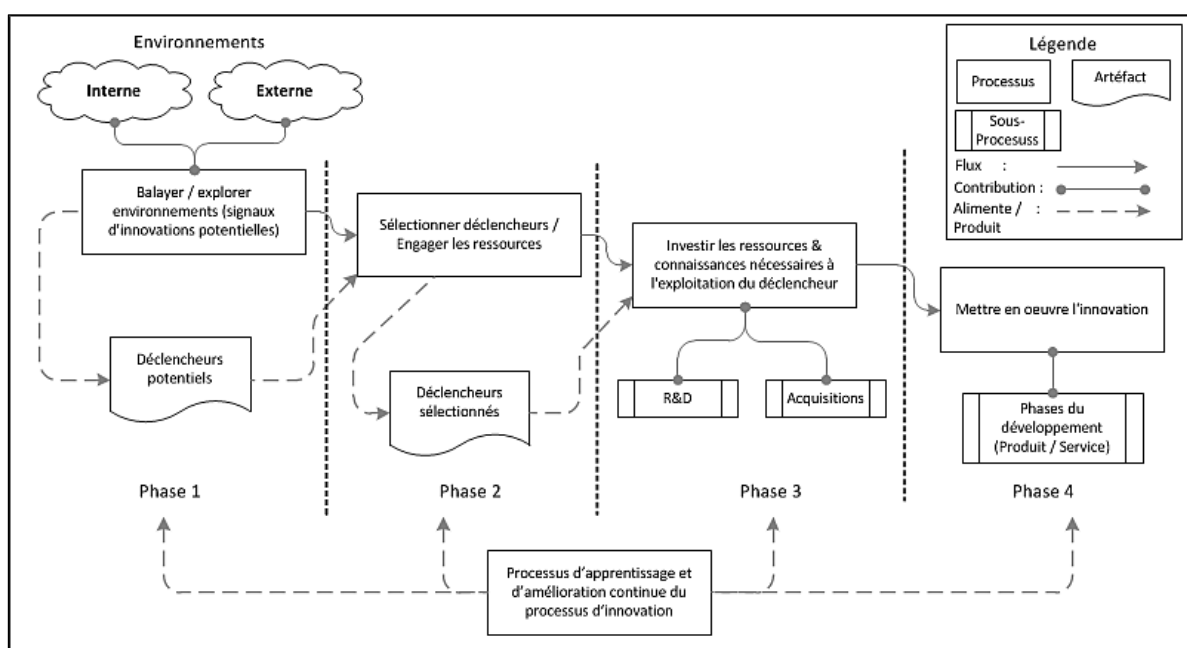 Environnements
Interne
Externe
Légende
Processus
Artéfact
Sous-
Procesuss
Flux :
Contribution :
Alimente / :
Produit
Balayer / explorer
environnements (signaux
d'innovations potentielles)
Sélectionner déclencheurs /
Engager les ressources
Investir les ressources &
connaissances nécessaires à
l'exploitation du déclencheur
Mettre en oeuvre l'innovation
Déclencheurs
potentiels
Déclencheurs
sélectionnés
R&D
Acquisitions
Phases du
développement
(Produit / Service)
Phase 1
Phase 2
Phase 3
Phase 4
Processus d'apprentissage et
d'amélioration continue du
processus d'innovation